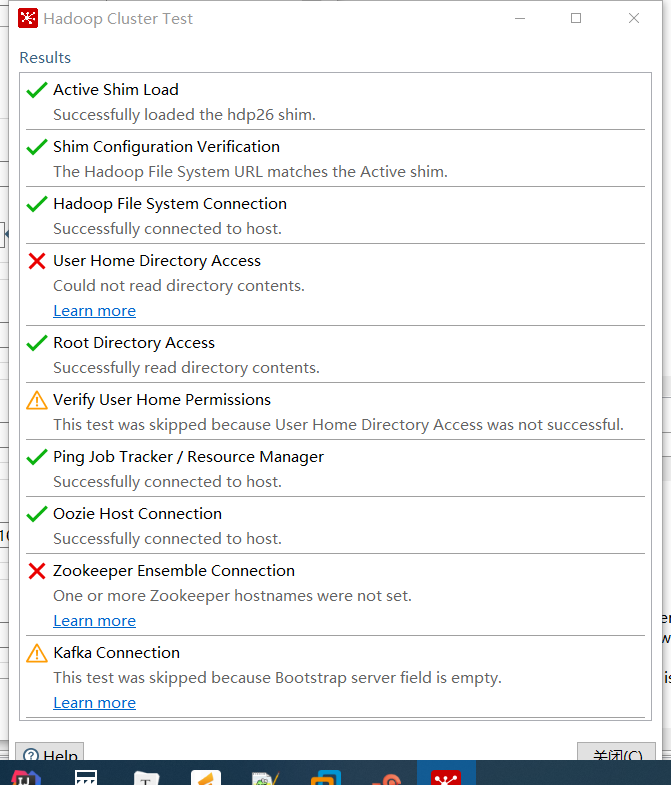 Hadoop Cluster Test
Results
Active Shim Load
Successfully loaded the hdp26 shim.
Shim Configuration Verification
The Hadoop File System URL matches the Active shim.
Hadoop File System Connection
Successfully connected to host.
User Home Directory Access
Could not read directory contents.
Learn more
Root Directory Access
Successfully read directory contents.
Verify User Home Permissions
This test was skipped because User Home Directory Access was not successful.
Ping Job Tracker / Resource Manager
Successfully connected to host.
Oozie Host Connection
Successfully connected to host.
Zookeeper Ensemble Connection
One or more Zookeeper hostnames were not set.
Learn more
Kafka Connection
This test was skipped because Bootstrap server field is empty.
Learn more
Help
关闭(C)